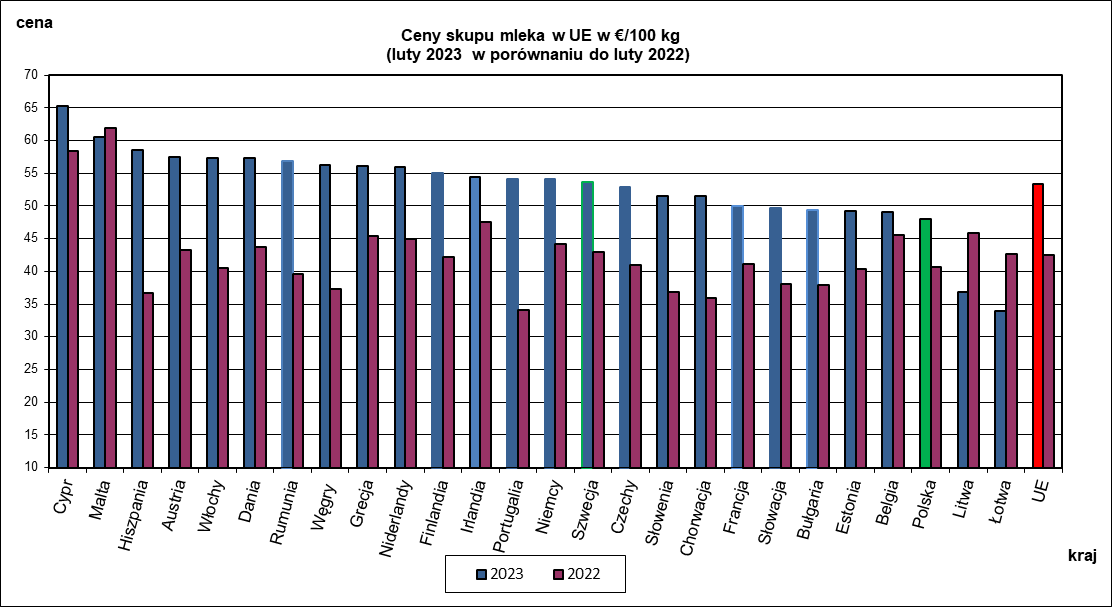 cena
Ceny skupu mleka w UE w €/100 kg
(luty 2023 w porównaniu do luty 2022)
70
65
60
55
50
45
40
35
30
25
20
15
10
Cypr
Malta
Hiszpania
Austria
Włochy
Dania
Rumunia
Węgry
Grecja
Niderlandy
Finlandia
Irlandia
Portugalia
Niemcy
Szwecja
Czechy
Słowenia
Chorwacja
Francja
Słowacja
Bułgaria
Estonia
Belgia
Polska
Litwa
Łotwa
UE
kraj
2023 2022